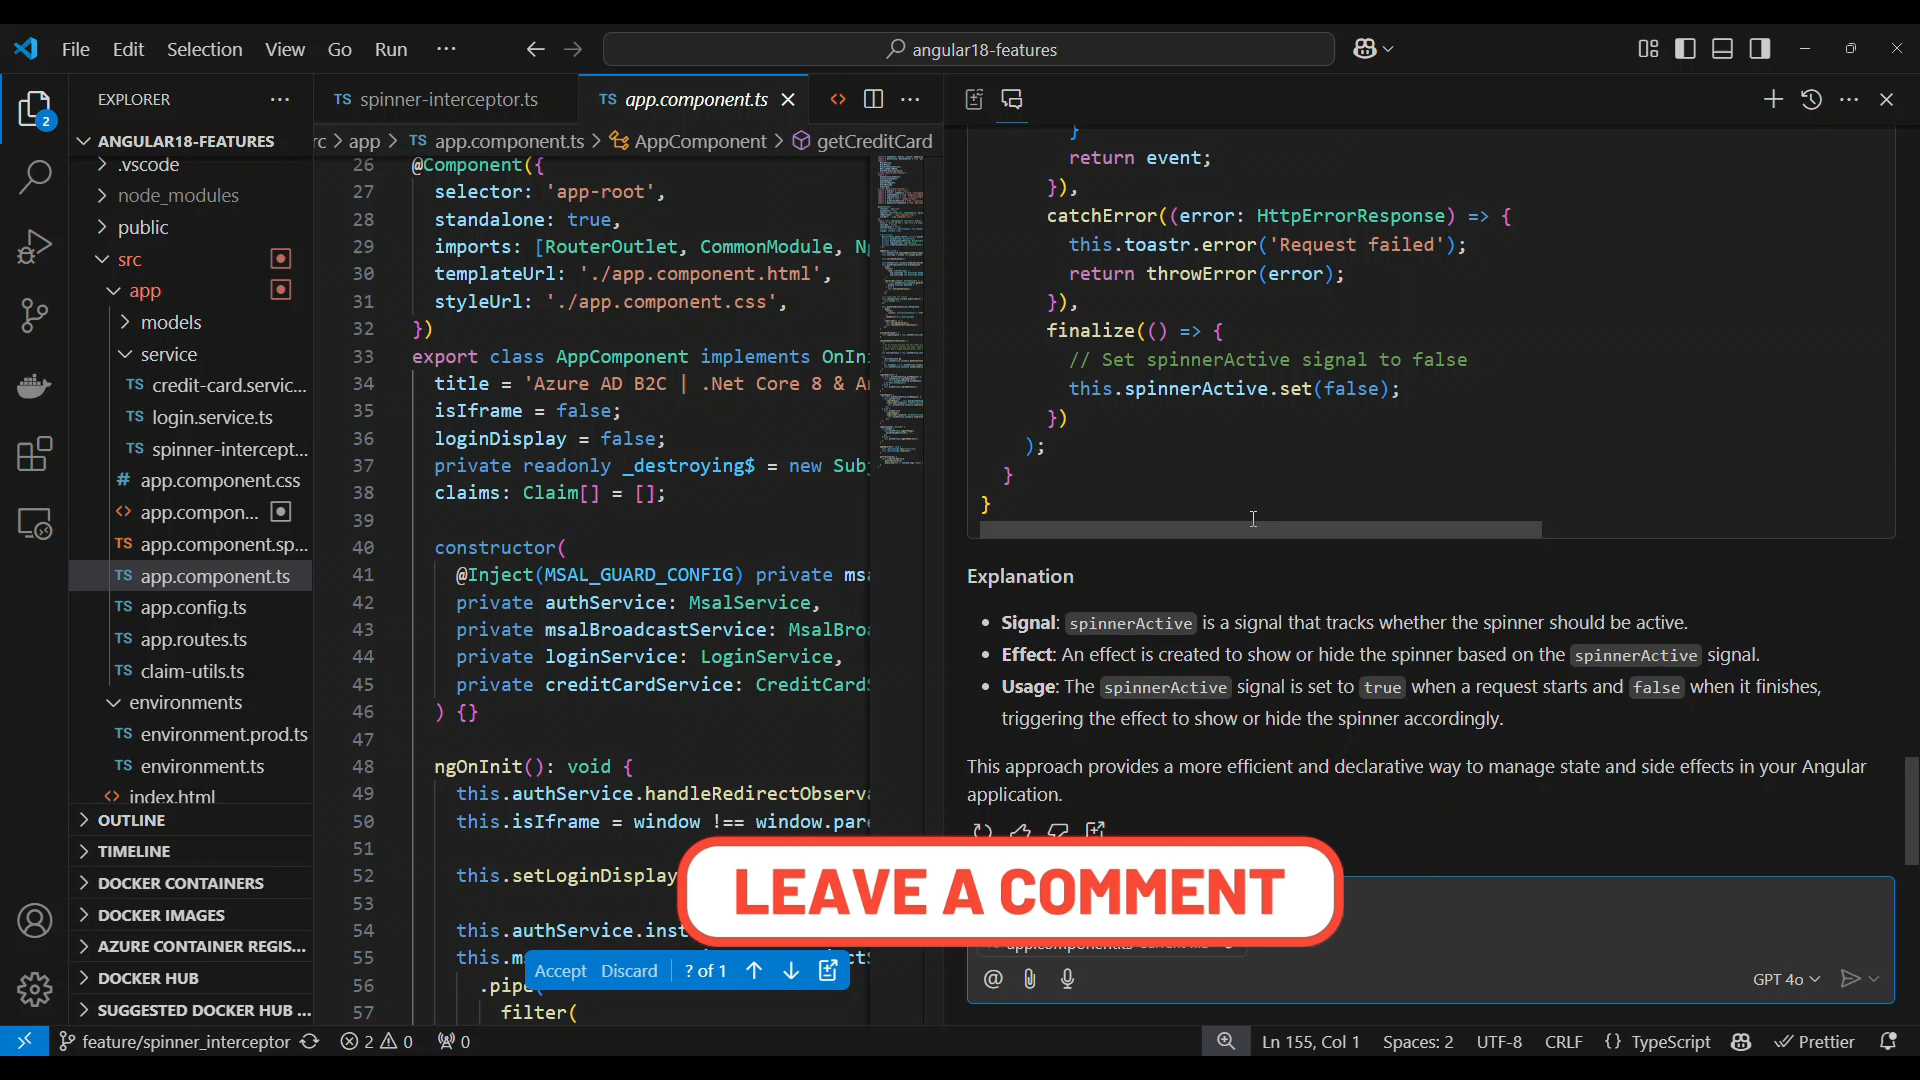 File Edit Selection View Go Run ···
angular18-features
EXPLORER
ANGULAR18-FEATURES
.vscode
node_modules
public
src
app
models
service
TS credit-card.servic...
TS login.service.ts
TS spinner-intercept...
# app.component.css
<> app.compon...
TS app.component.sp...
TS app.component.ts
TS app.config.ts
TS app.routes.ts
TS claim-utils.ts
environments
TS environment.prod.ts
TS environment.ts
<> index.html
OUTLINE
TIMELINE
DOCKER CONTAINERS
DOCKER IMAGES
AZURE CONTAINER REGIS...
DOCKER HUB
SUGGESTED DOCKER HUB ...
2
TS spinner-interceptor.ts
TS app.component.ts
app > TS app.component.ts > AppComponent > getCreditCard
26 @Component({
27 selector: 'app-root',
28 standalone: true,
29 imports: [RouterOutlet, CommonModule,
30 templateUrl: './app.component.html',
31 styleUrl: './app.component.css',
32 })
33 export class AppComponent implements
34 title = 'Azure AD B2C | .Net Core 8 &
35 isIframe = false;
36 loginDisplay = false;
37 private readonly _destroying$ = new
38 claims: Claim[] = [];
39
40 constructor(
41 @Inject(MSAL_GUARD_CONFIG) private
42 private authService: MsalService,
43 private msalBroadcastService:
44 private loginService: LoginService,
45 private creditCardService:
46 ) {}
47
48 ngOnInit(): void {
49 this.authService.
50 this.isIframe = window !==
51
52 this.setLoginDisplay
53
54 this.authService.
55
56 .pipe(
57 filter(
Accept Discard ? of 1
}
return event;
}),
catchError((error: HttpErrorResponse) => {
this.toastr.error('Request failed');
return throwError(error);
}),
finalize(() => {
// Set spinnerActive signal to false
this.spinnerActive.set(false);
})
);
}
}
Explanation
• Signal: spinnerActive is a signal that tracks whether the spinner should be active.
• Effect: An effect is created to show or hide the spinner based on the spinnerActive signal.
• Usage: The spinnerActive signal is set to true when a request starts and false when it finishes,
triggering the effect to show or hide the spinner accordingly.
This approach provides a more efficient and declarative way to manage state and side effects in your Angular
application.
LEAVE A COMMENT
GPT 4o
feature/spinner_interceptor
2 0 0
Ln 155, Col 1 Spaces: 2 UTF-8 CRLF {} TypeScript Prettier